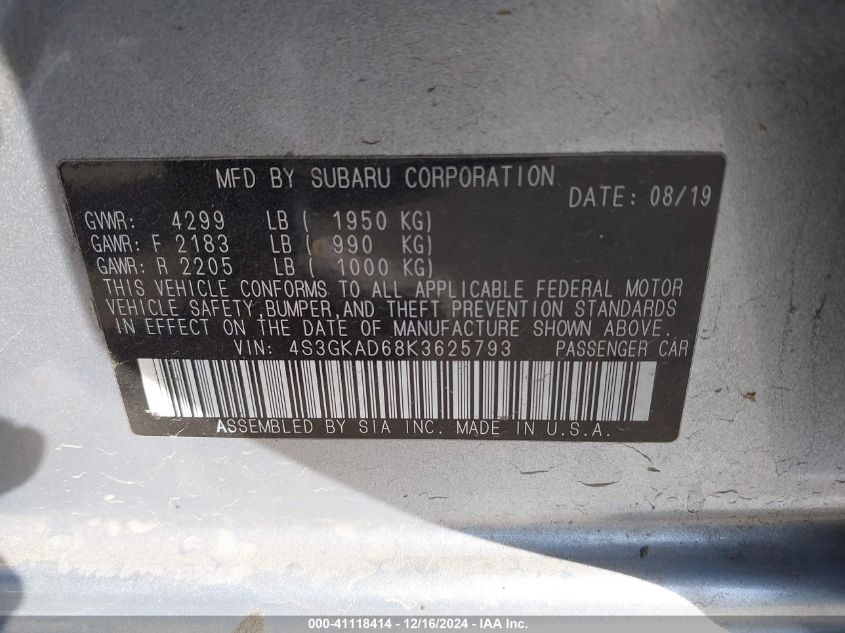 MFD BY SUBARU CORPORATION
DATE: 08/19
GVWR: 4299 LB ( 1950 KG)
GAWR: F 2183 LB ( 990 KG)
GAWR: R 2205 LB ( 1000 KG)
THIS VEHICLE CONFORMS TO ALL APPLICABLE FEDERAL MOTOR
VEHICLE SAFETY,BUMPER,AND THEFT PREVENTION STANDARDS
IN EFFECT ON THE DATE OF MANUFACTURE SHOWN ABOVE.
VIN: 4S3GKAD68K3625793 PASSENGER CAR
ASSEMBLED BY SIA INC. MADE IN U.S.A.
000-41118414 - 12/16/2024 - IAA Inc.